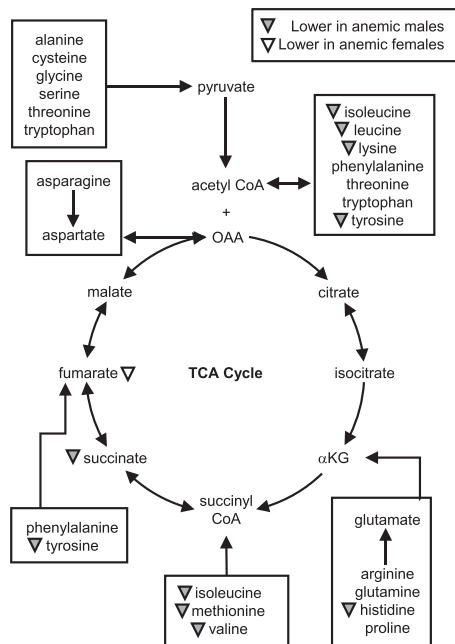 Lower in anemic males
Lower in anemic females
alanine
cysteine
glycine
serine
threonine
tryptophan
pyruvate
isoleucine
leucine
lysine
phenylalanine
threonine
tryptophan
tyrosine
acetyl CoA
+
OAA
asparagine
aspartate
malate
citrate
fumarate
TCA Cycle
isocitrate
succinate
αKG
succinyl
CoA
phenylalanine
tyrosine
isoleucine
methionine
valine
glutamate
arginine
glutamine
histidine
proline